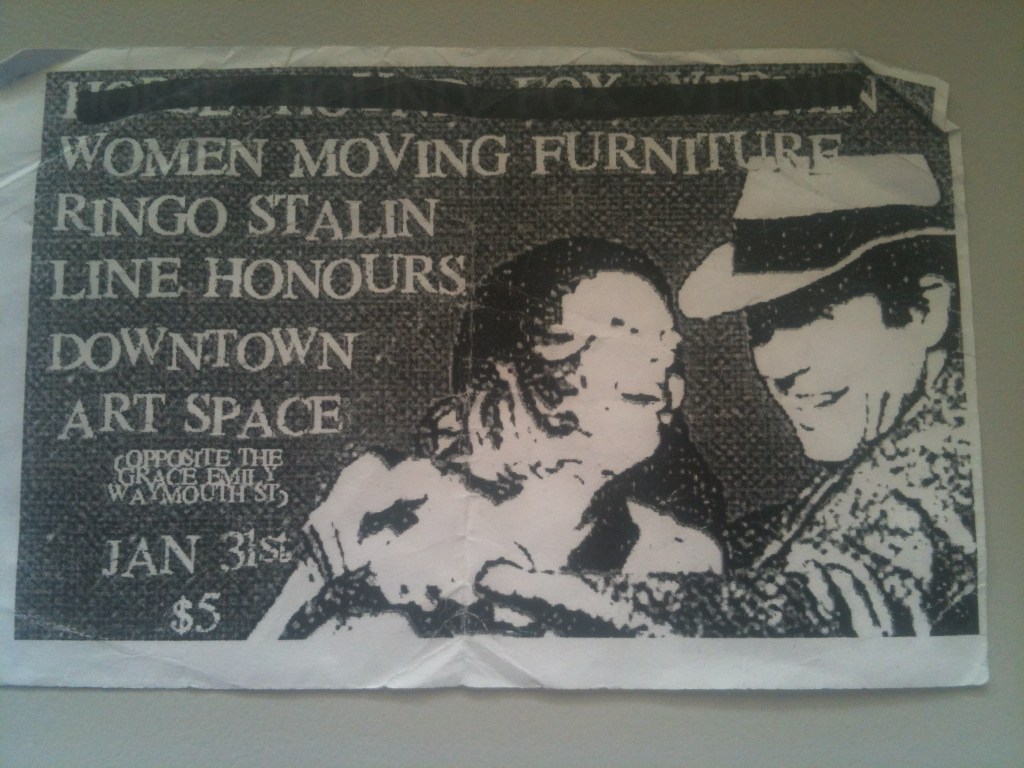 WOMEN MOVING FURNITURE
RINGO STALIN
LINE HONOURS
DOWNTOWN
ART SPACE
(OPPOSITE THE
GRACE EMILY
WAYMOUTH ST)
JAN 31st
$5